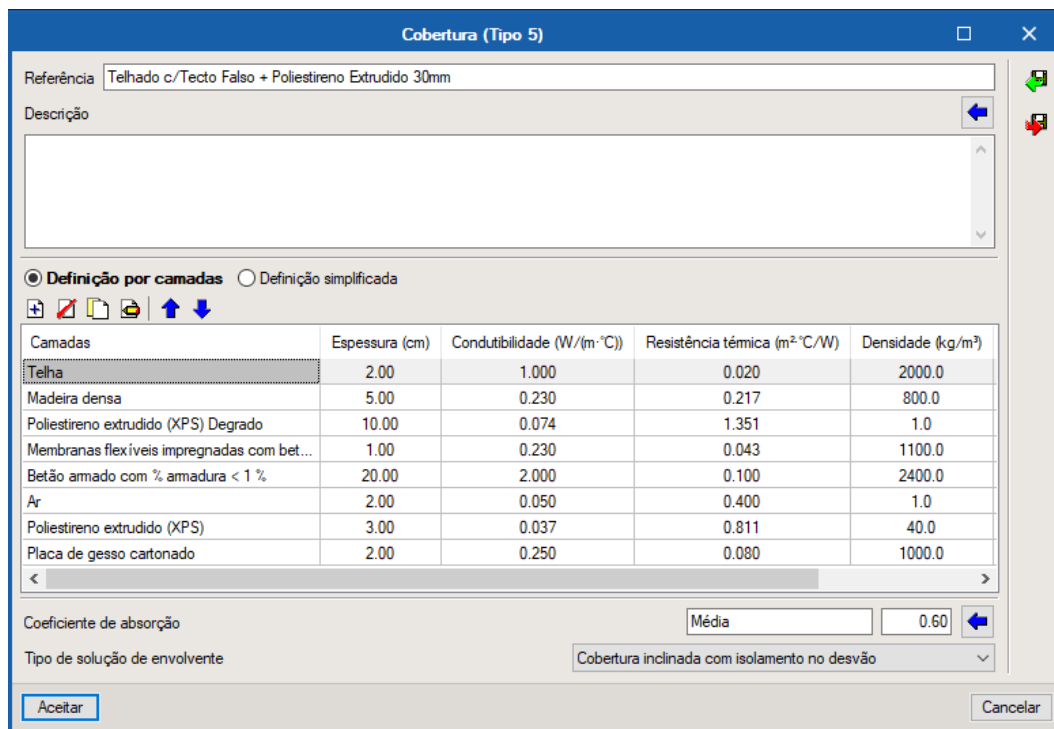 Cobertura (Tipo 5)
Referência Telhado c/Tecto Falso + Poliestireno Extrudido 30mm
Descrição
Definição por camadas Definição simplificada
Camadas Espessura (cm) Condutibilidade (W/(m·°C)) Resistência térmica (m²·°C/W) Densidade (kg/m³)
Telha 2.00 1.000 0.020 2000.0
Madeira densa 5.00 0.230 0.217 800.0
Poliestireno extrudido (XPS) Degrado 10.00 0.074 1.351 1.0
Membranas flexíveis impregnadas com bet... 1.00 0.230 0.043 1100.0
Betão armado com % armadura < 1 % 20.00 2.000 0.100 2400.0
Ar 2.00 0.050 0.400 1.0
Poliestireno extrudido (XPS) 3.00 0.037 0.811 40.0
Placa de gesso cartonado 2.00 0.250 0.080 1000.0
Coeficiente de absorção Média 0.60
Tipo de solução de envolvente Cobertura inclinada com isolamento no desvão
Aceitar Cancelar